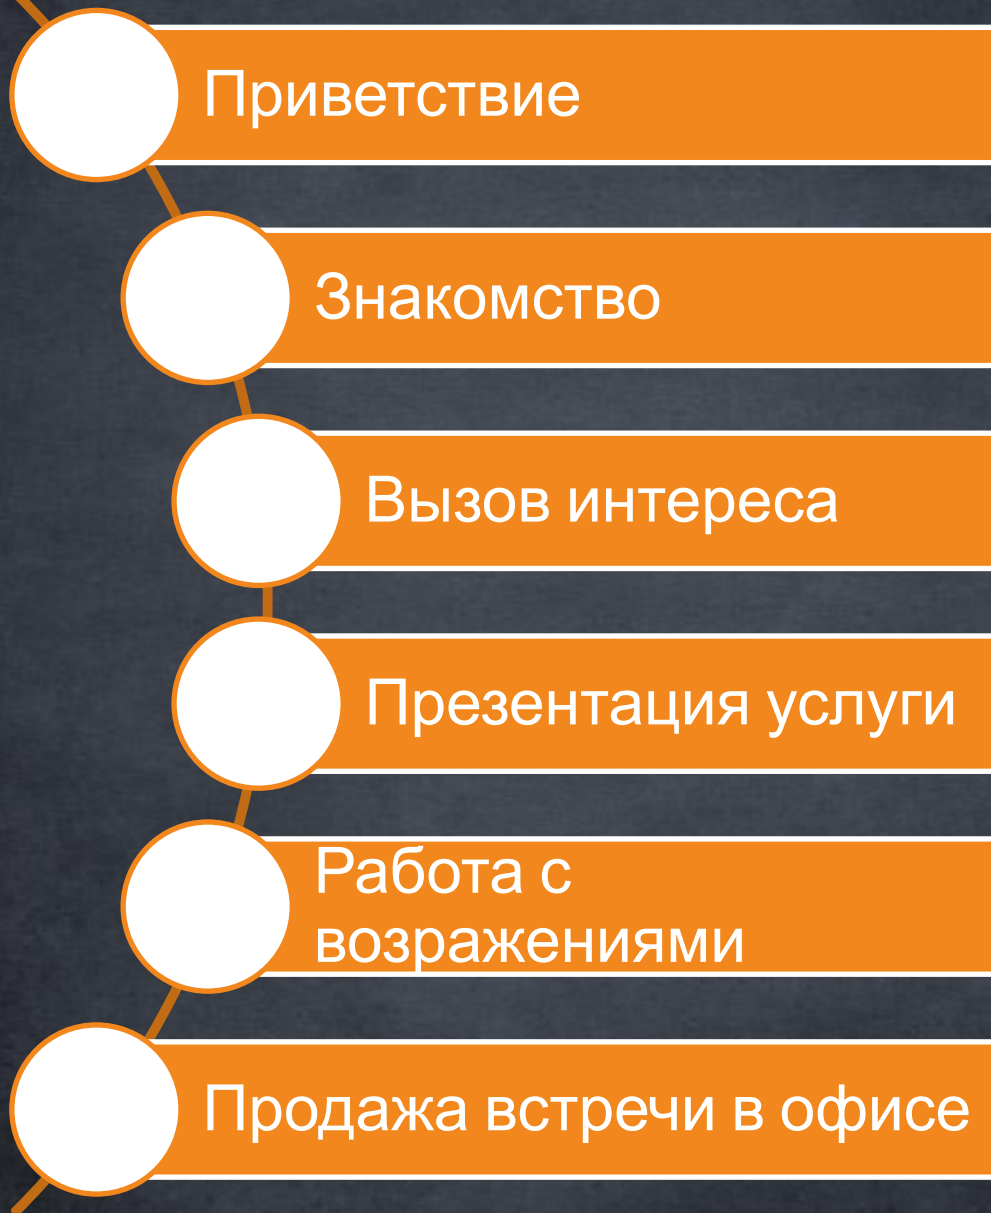 Приветствие
Знакомство
Вызов интереса
Презентация услуги
Работа с
возражениями
Продажа встречи в офисе